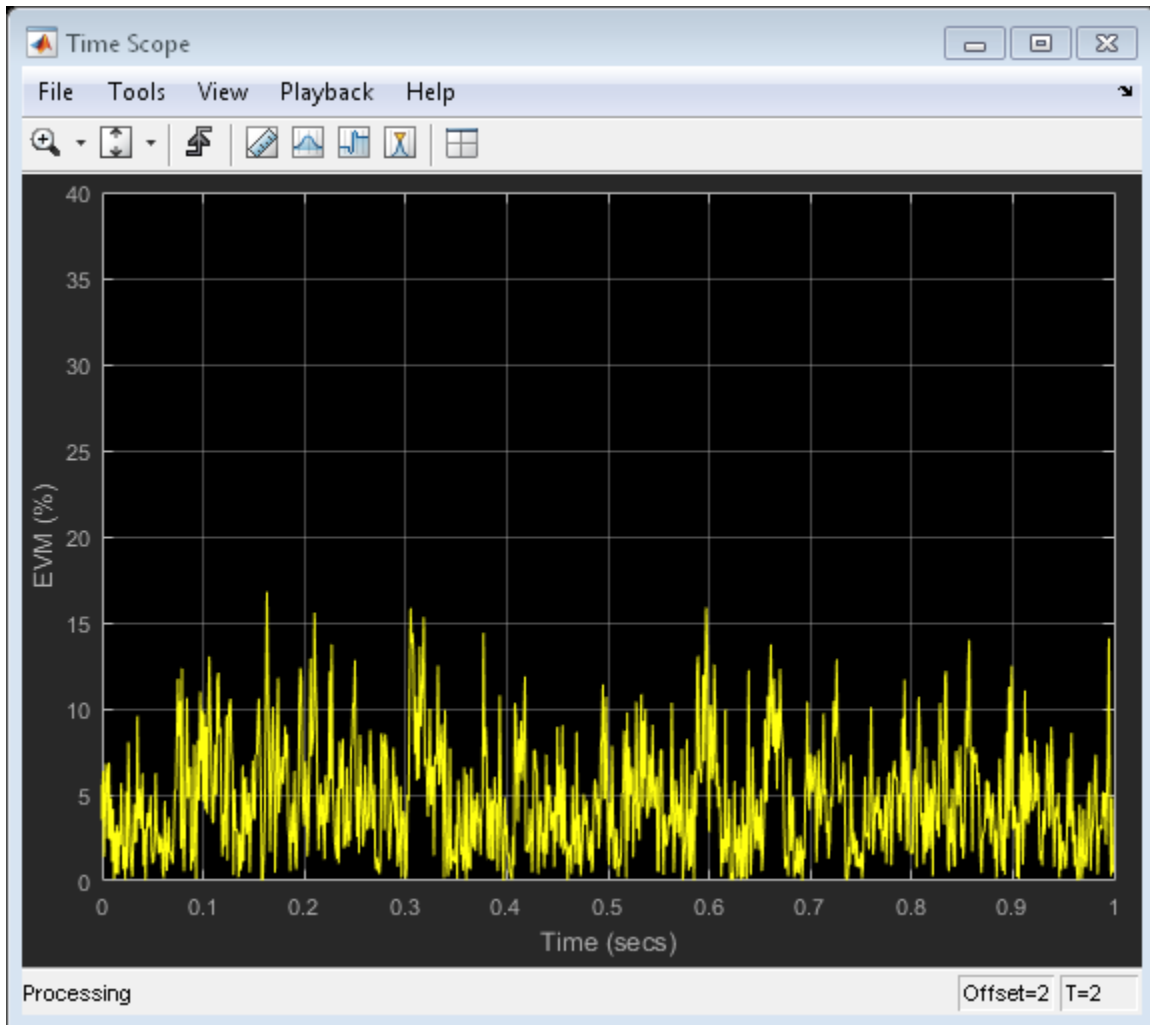 Time Scope
File Tools View Playback Help
40
35
30
25
20
15
10
5
0
EVM (%)
0 0.1 0.2 0.3 0.4 0.5 0.6 0.7 0.8 0.9 1
Time (secs)
Processing Offset=2 T=2